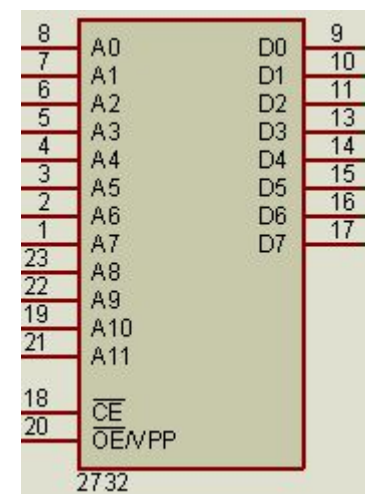 8 A0 D0 9
7 A1 D1 10
6 A2 D2 11
5 A3 D3 13
4 A4 D4 14
3 A5 D5 15
2 A6 D6 16
1 A7 D7 17
23 A8
22 A9
19 A10
21 A11
18 CE
20 OE/VPP
2732